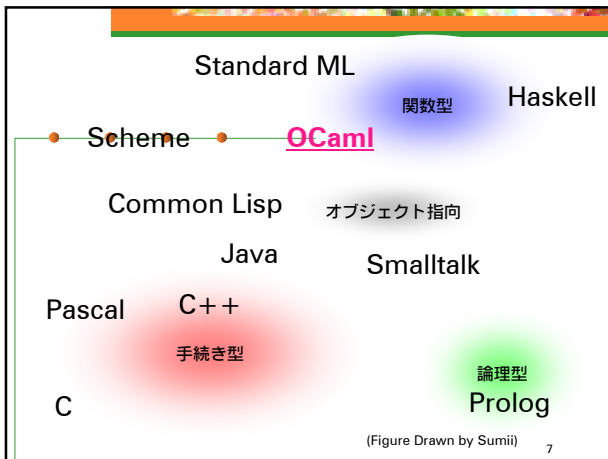 Standard ML
関数型
Haskell
Scheme
OCaml
Common Lisp
オブジェクト指向
Java
Smalltalk
Pascal
C++
手続き型
論理型
C
Prolog
(Figure Drawn by Sumii)
7